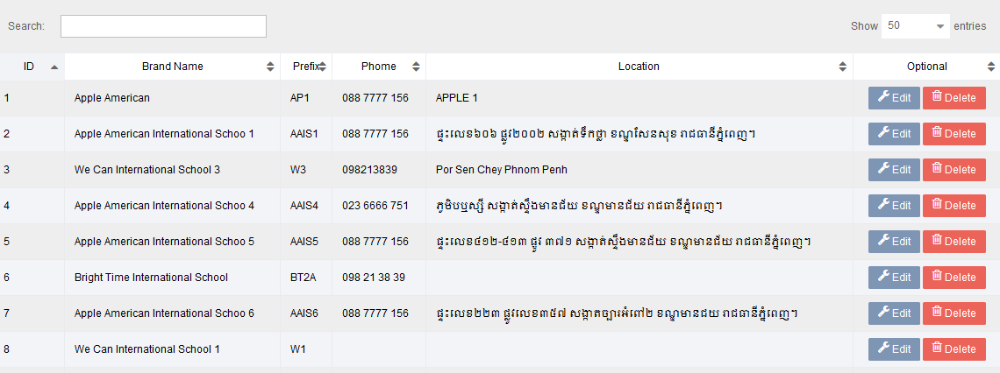 Search:
Show 50 entries
ID Brand Name Prefix Phome Location Optional
1 Apple American AP1 088 7777 156 APPLE 1 Edit Delete
2 Apple American International Schoo 1 AAIS1 088 7777 156 ផ្ទះលេខ៦០៦ ផ្លូវ២០០២ សង្កាត់ទឹកថ្លា ខណ្ឌសែនសុខ រាជធានីភ្នំពេញ។ Edit Delete
3 We Can International School 3 W3 098213839 Por Sen Chey Phnom Penh Edit Delete
4 Apple American International Schoo 4 AAIS4 023 6666 751 ភូមិបឬស្សី សង្កាត់ស្ទឹងមានជ័យ ខណ្ឌមានជ័យ រាជធានីភ្នំពេញ។ Edit Delete
5 Apple American International Schoo 5 AAIS5 088 7777 156 ផ្ទះលេខ៤១២-៤១៣ ផ្លូវ ៣៧១ សង្កាត់ស្ទឹងមានជ័យ ខណ្ឌមានជ័យ រាជធានីភ្នំពេញ។ Edit Delete
6 Bright Time International School BT2A 098 21 38 39 Edit Delete
7 Apple American International Schoo 6 AAIS6 088 7777 156 ផ្ទះលេខ២២៣ ផ្លូវលេខ៣៥៧ សង្កាតច្បារអំពៅ២ ខណ្ឌមានជយ រាជធានីភ្នំពេញ។ Edit Delete
8 We Can International School 1 W1 Edit Delete